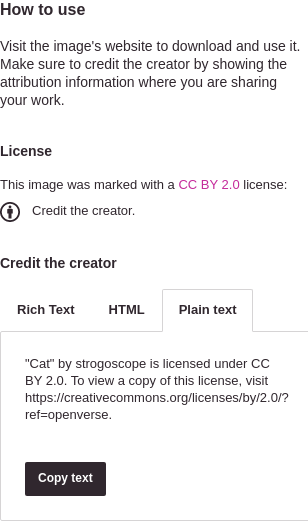 How to use
Visit the image's website to download and use it.
Make sure to credit the creator by showing the
attribution information where you are sharing
your work.
License
This image was marked with a CC BY 2.0 license:
Credit the creator.
Credit the creator
Rich Text HTML Plain text
"Cat" by strogoscope is licensed under CC
BY 2.0. To view a copy of this license, visit
https://creativecommons.org/licenses/by/2.0/?
ref=openverse.
Copy text